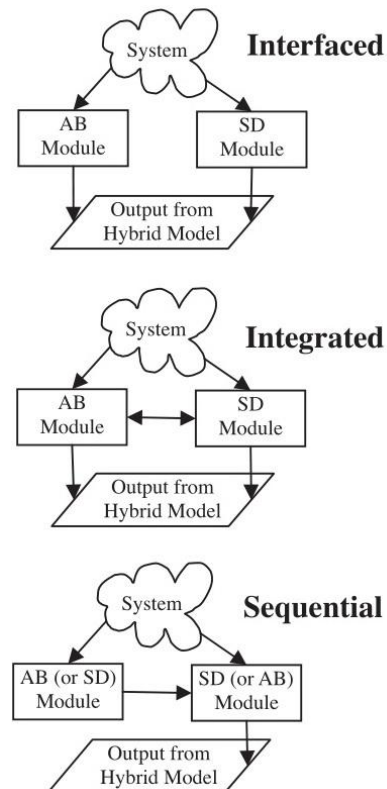 System
Interfaced
AB
Module
SD
Module
Output from
Hybrid Model
System
Integrated
AB
Module
SD
Module
Output from
Hybrid Model
System
Sequential
AB (or SD)
Module
SD (or AB)
Module
Output from
Hybrid Model